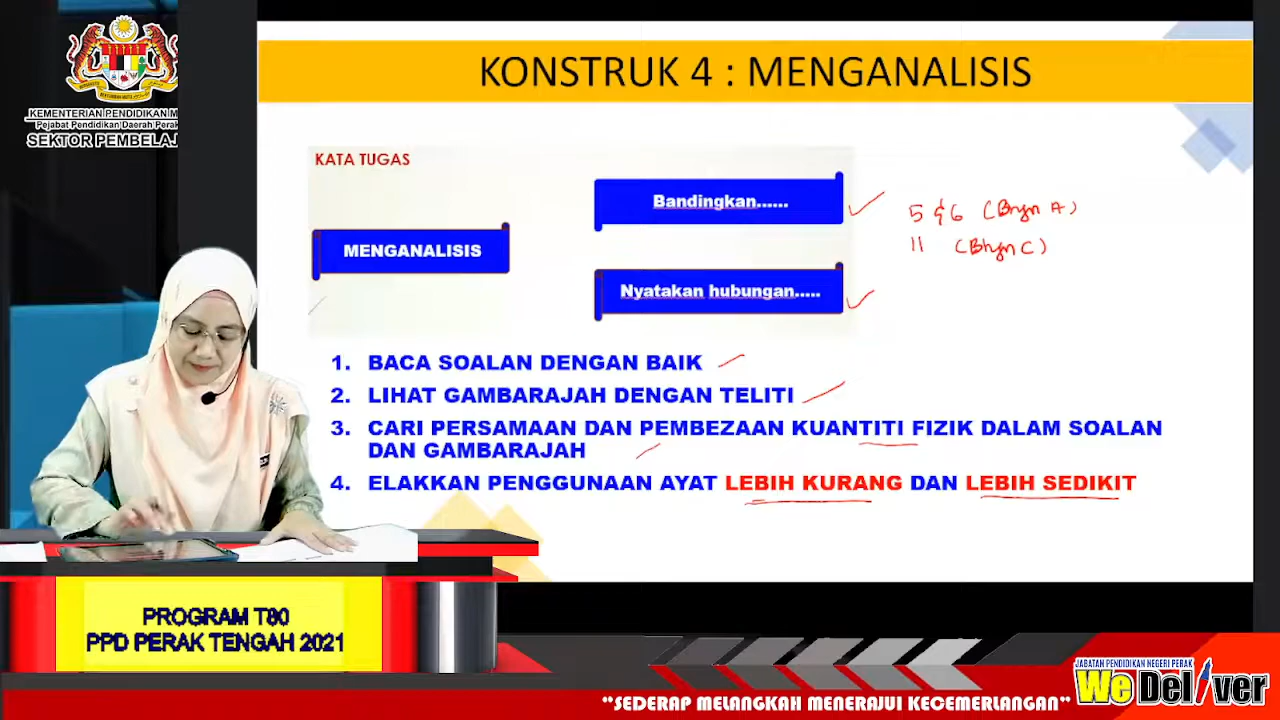 KEMENTERIAN PENDIDIKAN M
Pejabat Pendidikan Daerah Perak
SEKTOR PEMBELAJ
KONSTRUK 4 : MENGANALISIS
KATA TUGAS
MENGANALISIS
Bandingkan......
Nyatakan hubungan.....
5 & 6 (Bhgn A)
11 (Bhgn C)
1. BACA SOALAN DENGAN BAIK
2. LIHAT GAMBARAJAH DENGAN TELITI
3. CARI PERSAMAAN DAN PEMBEZAAN KUANTITI FIZIK DALAM SOALAN
DAN GAMBARAJAH
4. ELAKKAN PENGGUNAAN AYAT LEBIH KURANG DAN LEBIH SEDIKIT
PROGRAM T80
PPD PERAK TENGAH 2021
JABATAN PENDIDIKAN NEGERI PERAK
We Deliver
"SEDERAP MELANGKAH MENERAJUI KECEMERLANGAN"